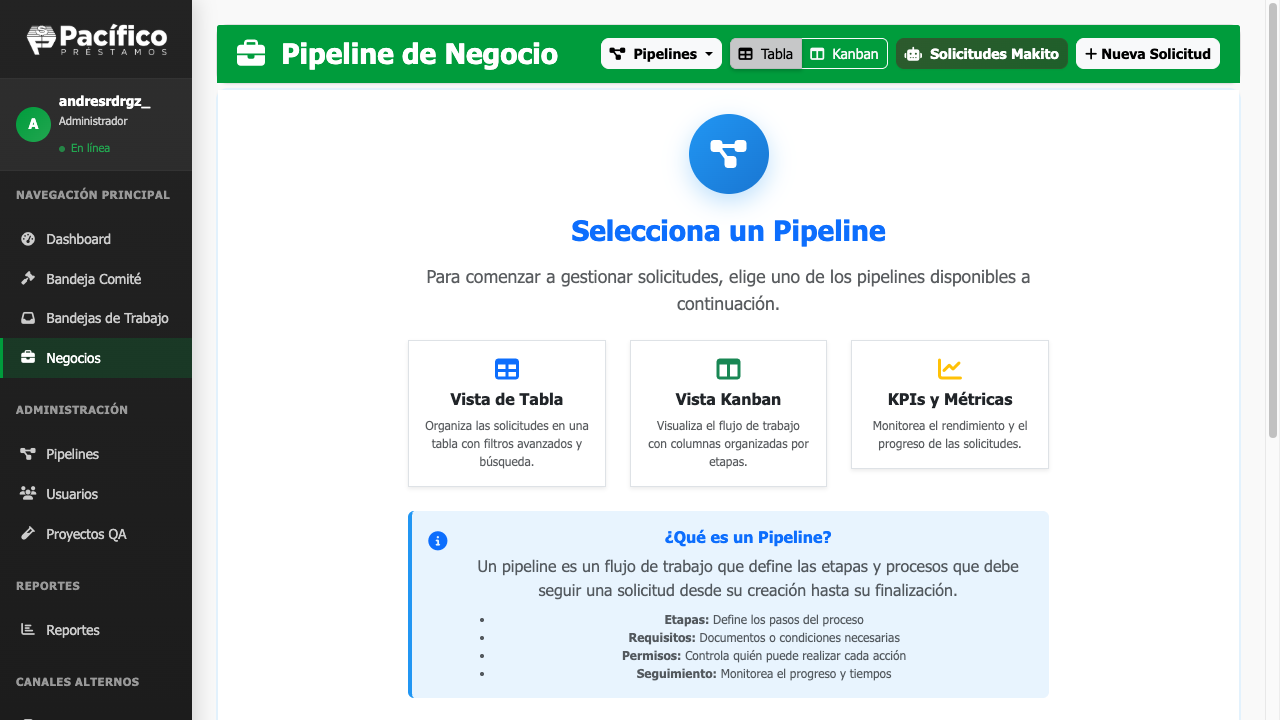 Pacífico
PRÉSTAMOS
A
andresrdrgz_
Administrador
En línea
NAVEGACIÓN PRINCIPAL
Dashboard
Bandeja Comité
Bandejas de Trabajo
Negocios
ADMINISTRACIÓN
Pipelines
Usuarios
Proyectos QA
REPORTES
Reportes
CANALES ALTERNOS
Pipeline de Negocio
Pipelines
Tabla
Kanban
Solicitudes Makito
Nueva Solicitud
Selecciona un Pipeline
Para comenzar a gestionar solicitudes, elige uno de los pipelines disponibles a
continuación.
Vista de Tabla
Organiza las solicitudes en una
tabla con filtros avanzados y
búsqueda.
Vista Kanban
Visualiza el flujo de trabajo
con columnas organizadas por
etapas.
KPIs y Métricas
Monitorea el rendimiento y el
progreso de las solicitudes.
¿Qué es un Pipeline?
Un pipeline es un flujo de trabajo que define las etapas y procesos que debe
seguir una solicitud desde su creación hasta su finalización.
• Etapas: Define los pasos del proceso
• Requisitos: Documentos o condiciones necesarias
• Permisos: Controla quién puede realizar cada acción
• Seguimiento: Monitorea el progreso y tiempos